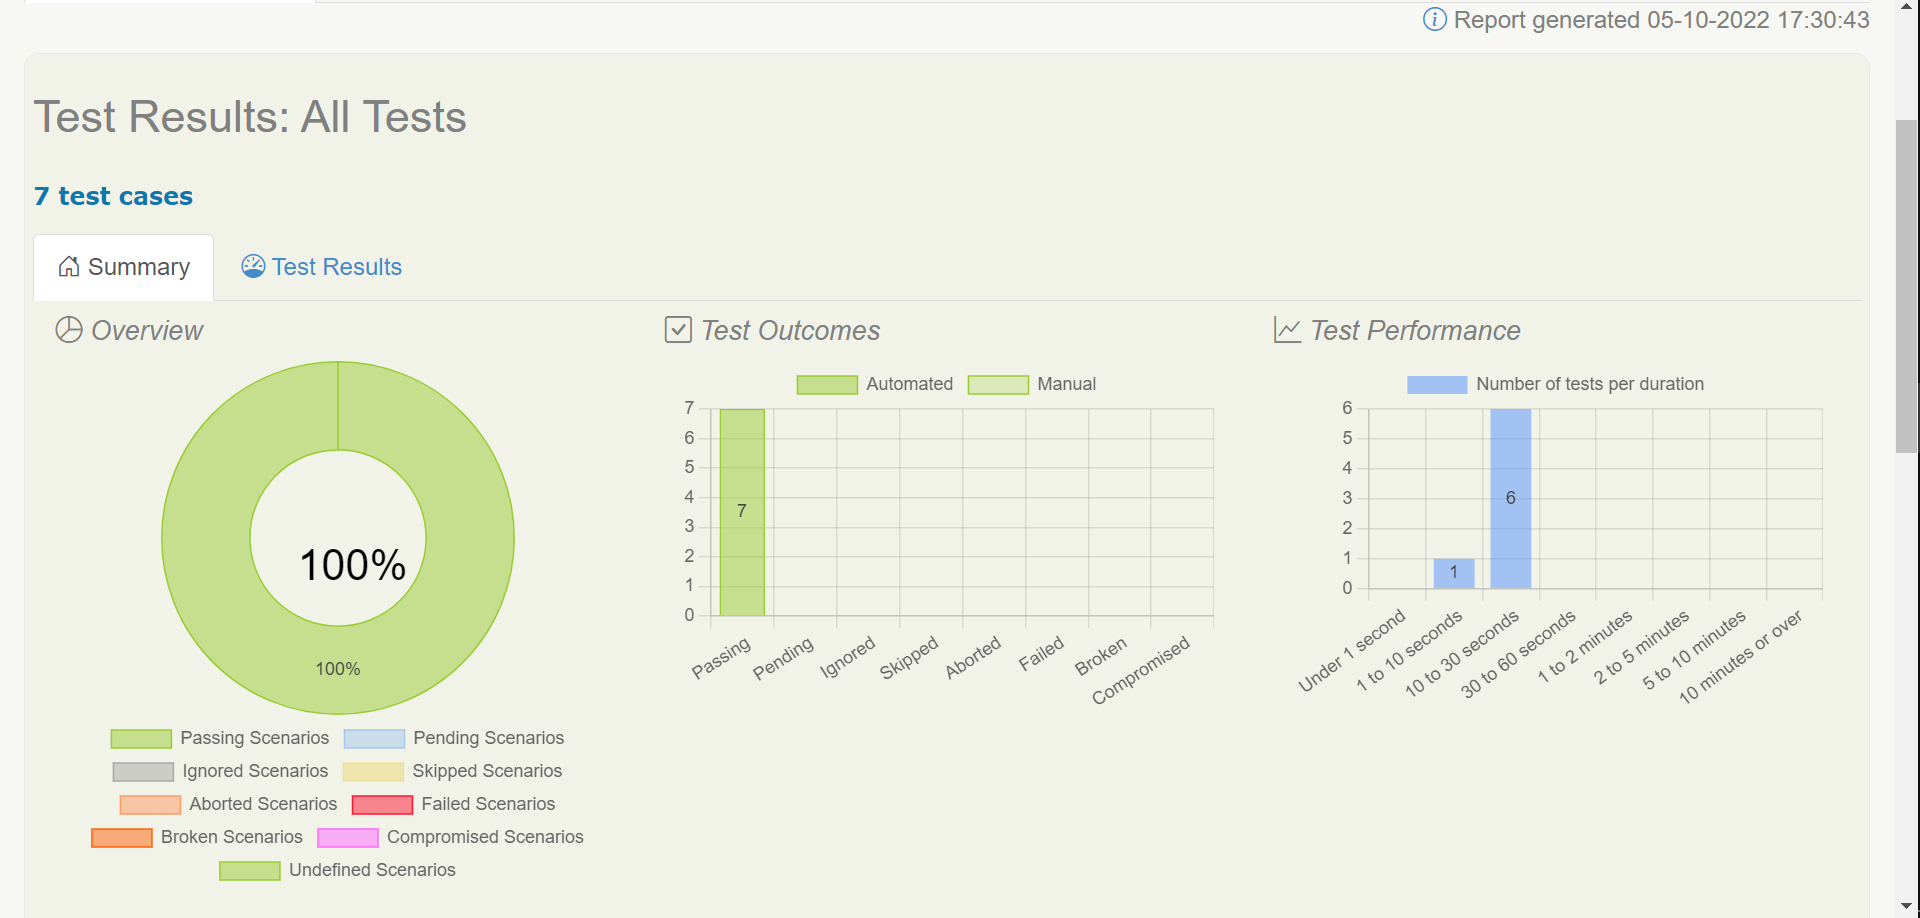 Report generated 05-10-2022 17:30:43
Test Results: All Tests
7 test cases
Summary
Test Results
Overview
100%
100%
Passing Scenarios
Pending Scenarios
Ignored Scenarios
Skipped Scenarios
Aborted Scenarios
Failed Scenarios
Broken Scenarios
Compromised Scenarios
Undefined Scenarios
Test Outcomes
Automated
Manual
7
6
5
4
3
2
1
0
7
Passing
Pending
Ignored
Skipped
Aborted
Failed
Broken
Compromised
Test Performance
Number of tests per duration
6
5
4
3
2
1
0
1
6
Under 1 second
1 to 10 seconds
10 to 30 seconds
30 to 60 seconds
1 to 2 minutes
2 to 5 minutes
5 to 10 minutes
10 minutes or over